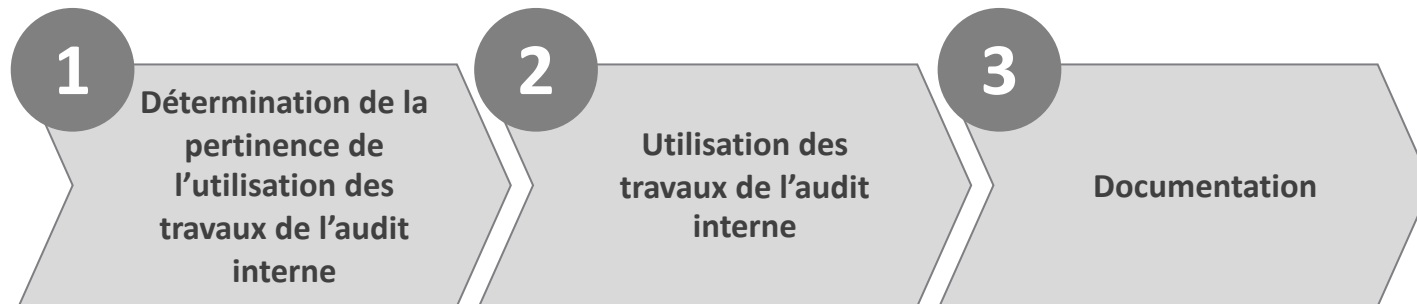 1
Détermination de la
pertinence de
l’utilisation des
travaux de l’audit
interne
2
Utilisation des
travaux de l’audit
interne
3
Documentation